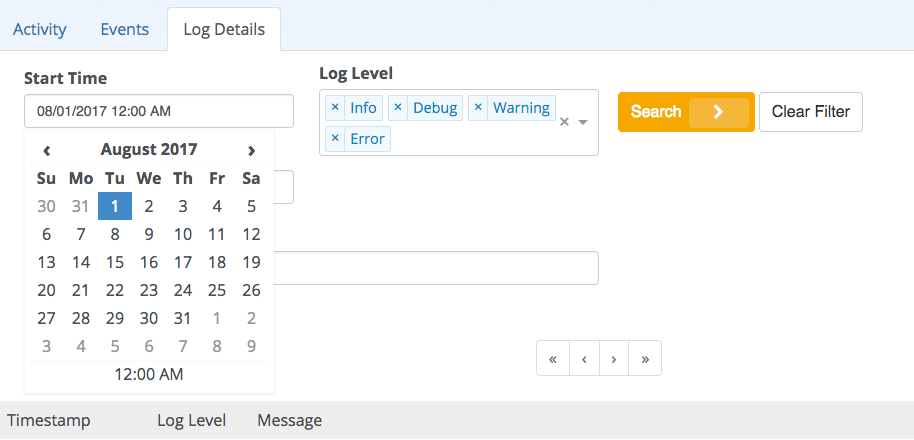 Activity Events Log Details
Start Time
08/01/2017 12:00 AM
Log Level
× Info × Debug × Warning
× Error
× 
Search
Clear Filter
‹ August 2017 ›
Su Mo Tu We Th Fr Sa
30 31 1 2 3 4 5
6 7 8 9 10 11 12
13 14 15 16 17 18 19
20 21 22 23 24 25 26
27 28 29 30 31 1 2
3 4 5 6 7 8 9
12:00 AM
« ‹ › »
Timestamp Log Level Message